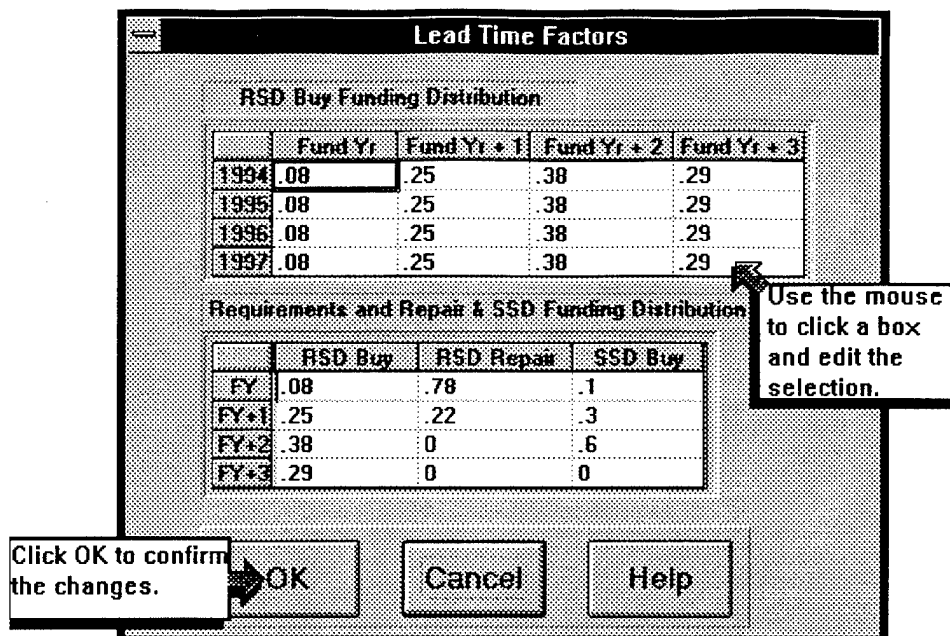 Lead Time Factors
RSD Buy Funding Distribution
Fund Yr Fund Yr + 1 Fund Yr + 2 Fund Yr + 3
1994 .08 .25 .38 .29
1995 .08 .25 .38 .29
1996 .08 .25 .38 .29
1997 .08 .25 .38 .29
Use the mouse
to click a box
and edit the
selection.
Requirements and Repair & SSD Funding Distribution
RSD Buy RSD Repair SSD Buy
FY .08 .78 .1
FY+1 .25 .22 .3
FY+2 .38 0 .6
FY+3 .29 0 0
Click OK to confirm
the changes.
OK Cancel Help